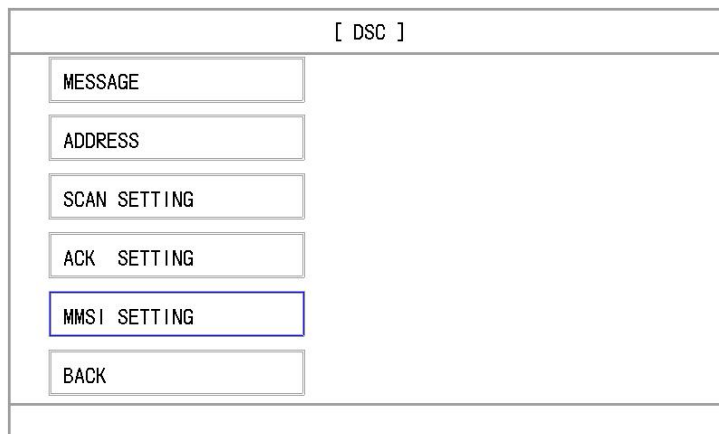 [ DSC ]
MESSAGE
ADDRESS
SCAN SETTING
ACK  SETTING
MMSI SETTING
BACK